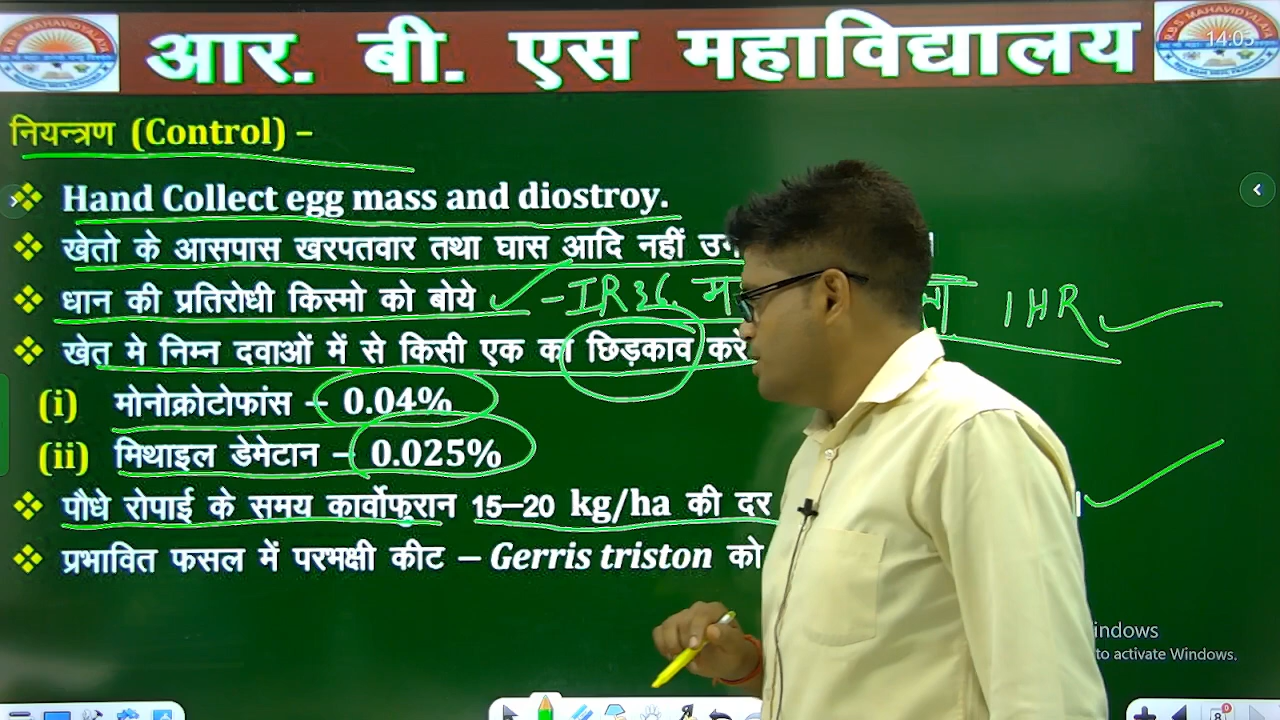 आर. बी. एस महाविद्यालय
14:05
नियन्त्रण (Control) –
Hand Collect egg mass and diostroy.
खेतो के आसपास खरपतवार तथा घास आदि नहीं
धान की प्रतिरोधी किस्मो को बोये – IR36. 1HR
खेत मे निम्न दवाओं में से किसी एक का छिड़काव करे
(i) मोनोक्रोटोफांस – 0.04%
(ii) मिथाइल डेमेटान – 0.025%
पौधे रोपाई के समय कार्वोफुरान 15–20 kg/ha की दर
प्रभावित फसल में परभक्षी कीट – Gerris triston को
indows
to activate Windows.